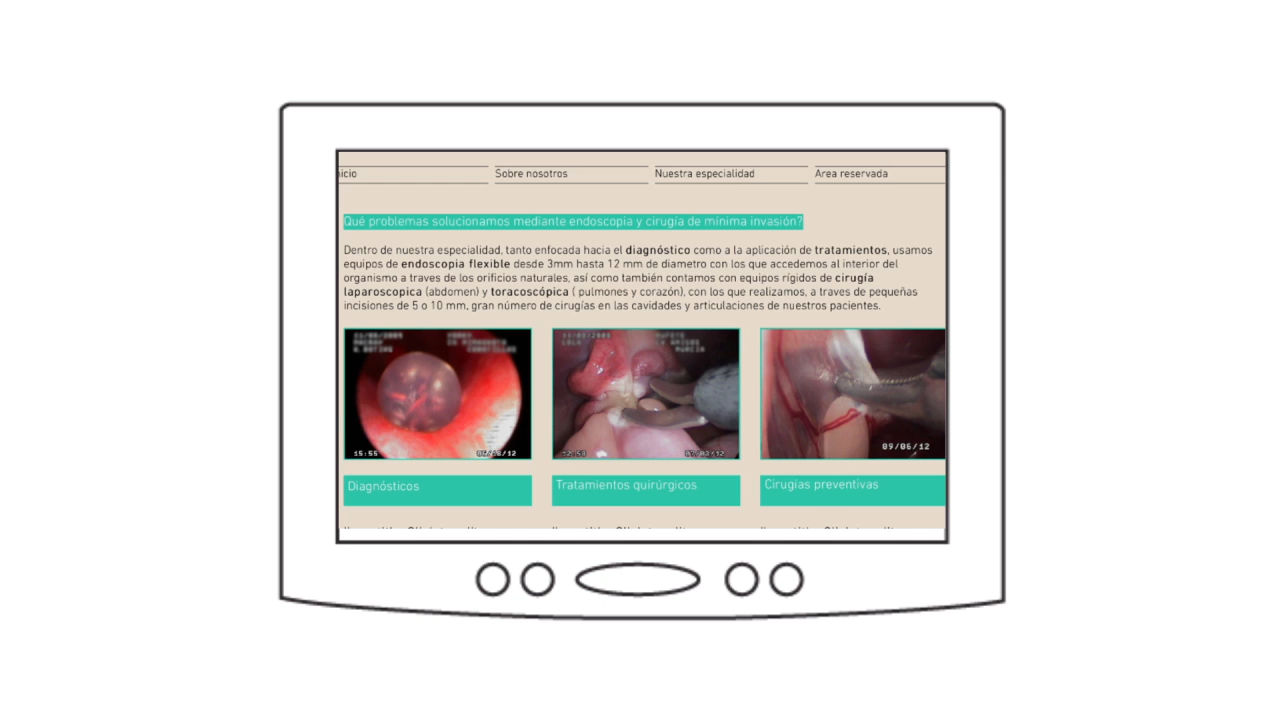 nicio Sobre nosotros Nuestra especialidad Area reservada
Qué problemas solucionamos mediante endoscopia y cirugía de mínima invasión?
Dentro de nuestra especialidad, tanto enfocada hacia el diagnóstico como a la aplicación de tratamientos, usamos
equipos de endoscopia flexible desde 3mm hasta 12 mm de diametro con los que accedemos al interior del
organismo a traves de los orificios naturales, así como también contamos con equipos rígidos de cirugía
laparoscopica (abdomen) y toracoscópica ( pulmones y corazón), con los que realizamos, a traves de pequeñas
incisiones de 5 o 10 mm, gran número de cirugías en las cavidades y articulaciones de nuestros pacientes.
15:55
12:53
09/06/12
Diagnósticos Tratamientos quirúrgicos Cirugias preventivas